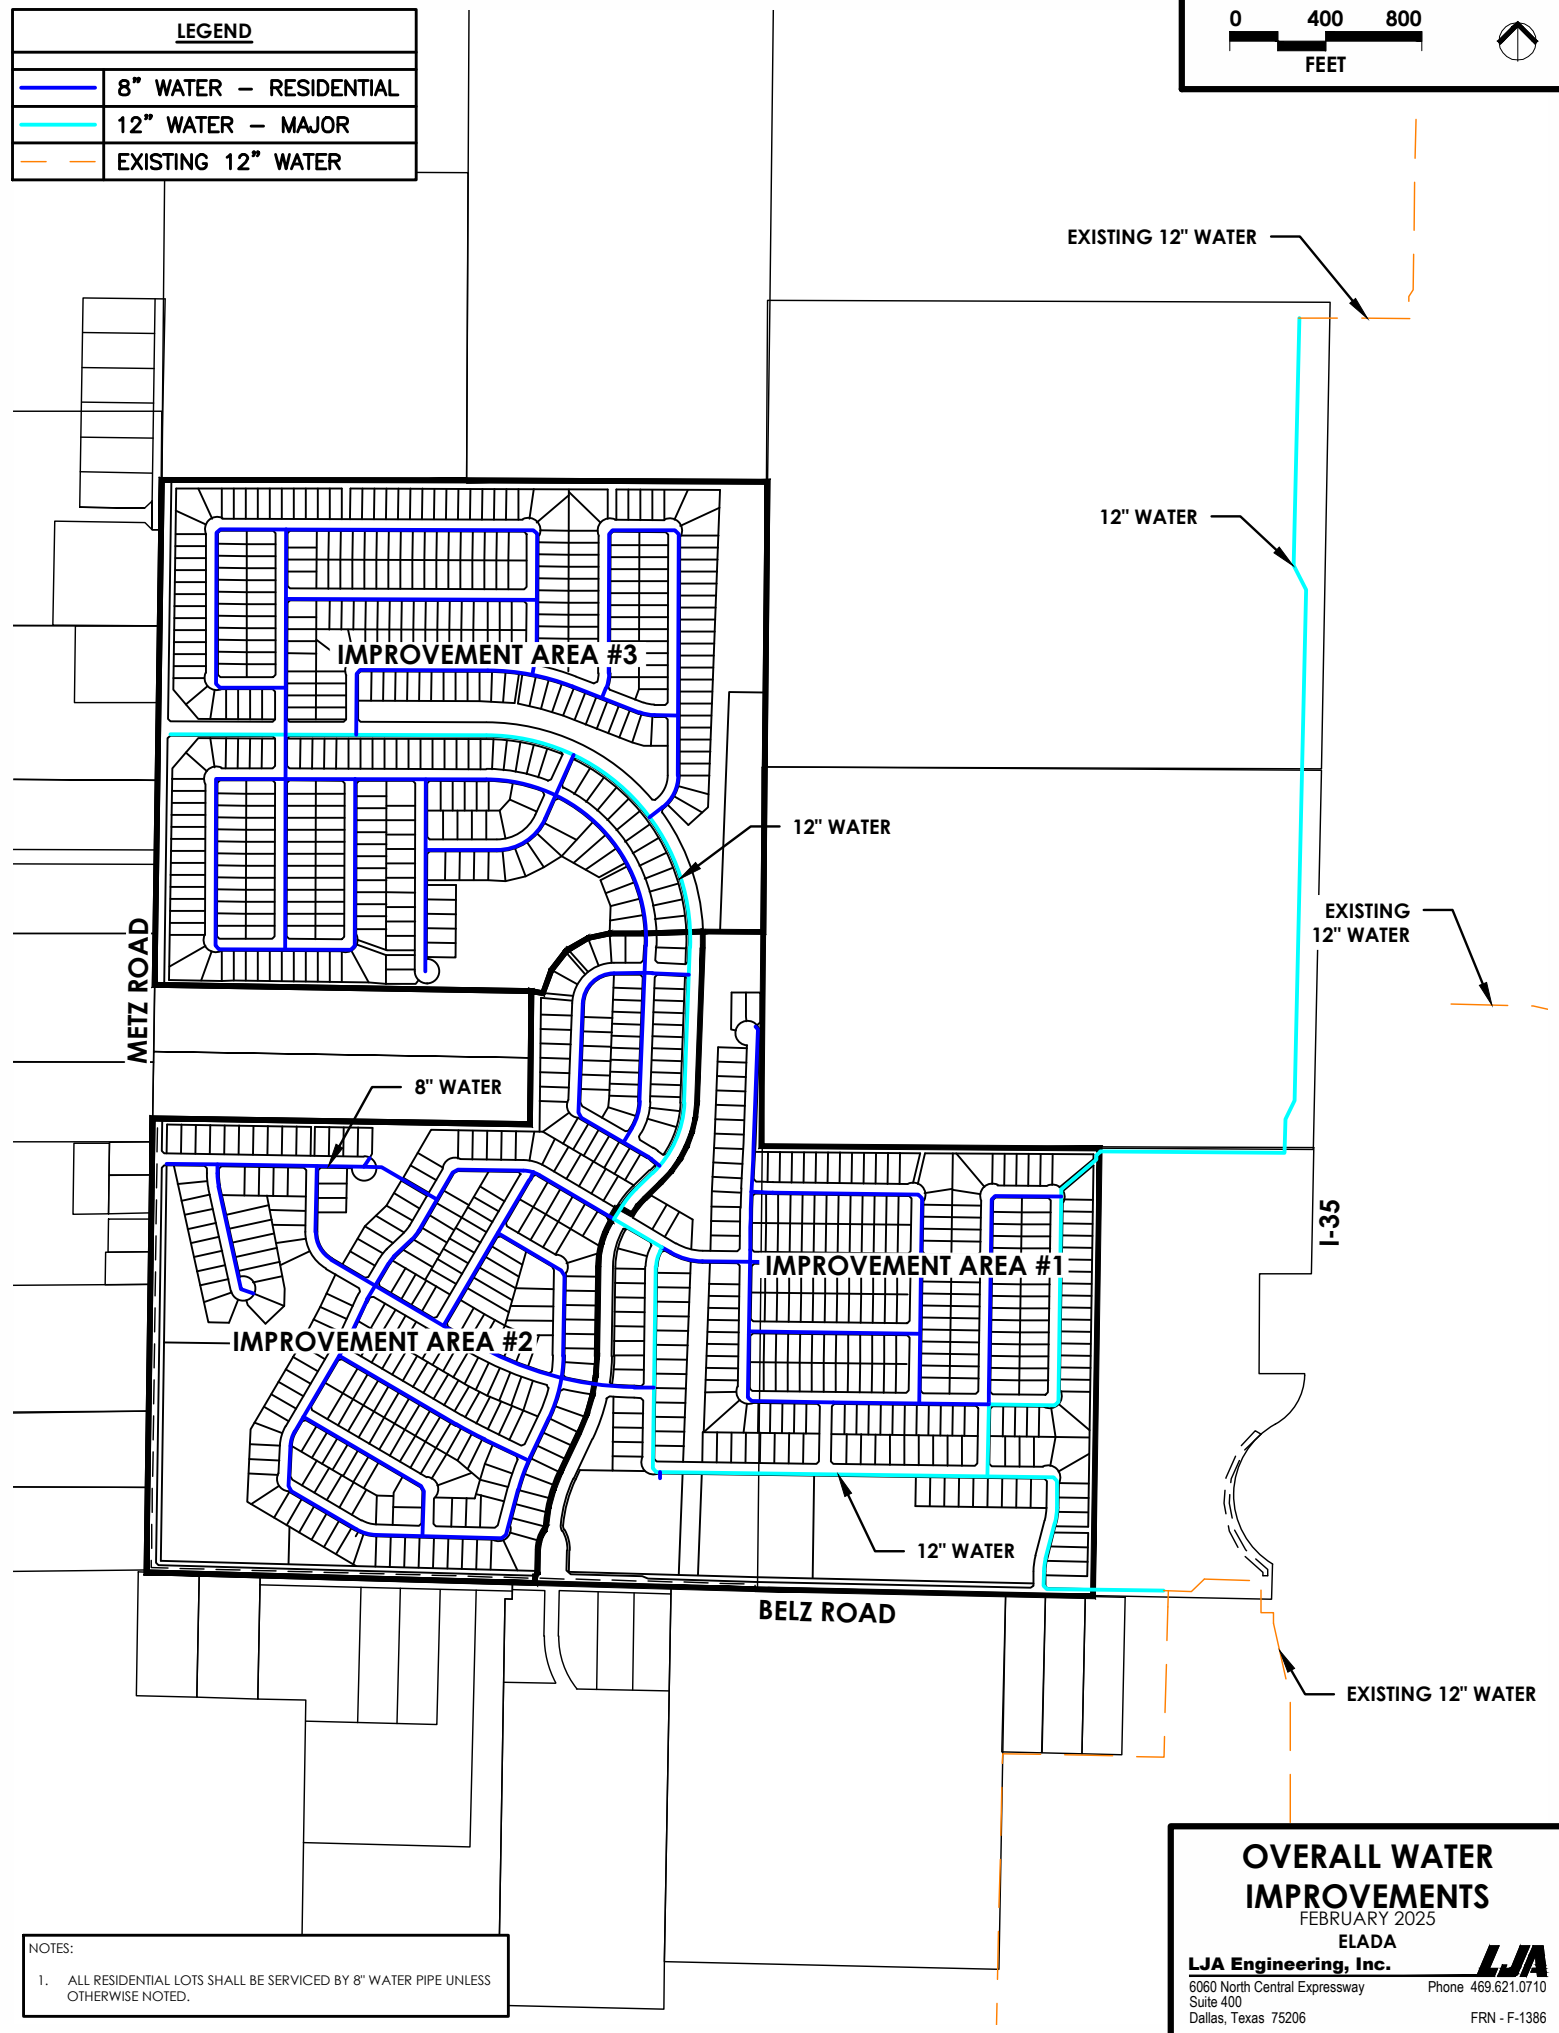 LEGEND
8" WATER – RESIDENTIAL
12" WATER – MAJOR
EXISTING 12" WATER
0 400 800
FEET
EXISTING 12" WATER
12" WATER
IMPROVEMENT AREA #3
12" WATER
EXISTING
12" WATER
METZ ROAD
8" WATER
I-35
IMPROVEMENT AREA #1
IMPROVEMENT AREA #2
12" WATER
BELZ ROAD
EXISTING 12" WATER
OVERALL WATER
IMPROVEMENTS
FEBRUARY 2025
ELADA
LJA Engineering, Inc.
LJA
6060 North Central Expressway Phone 469.621.0710
Suite 400
Dallas, Texas 75206 FRN - F-1386
NOTES:
1. ALL RESIDENTIAL LOTS SHALL BE SERVICED BY 8" WATER PIPE UNLESS
OTHERWISE NOTED.